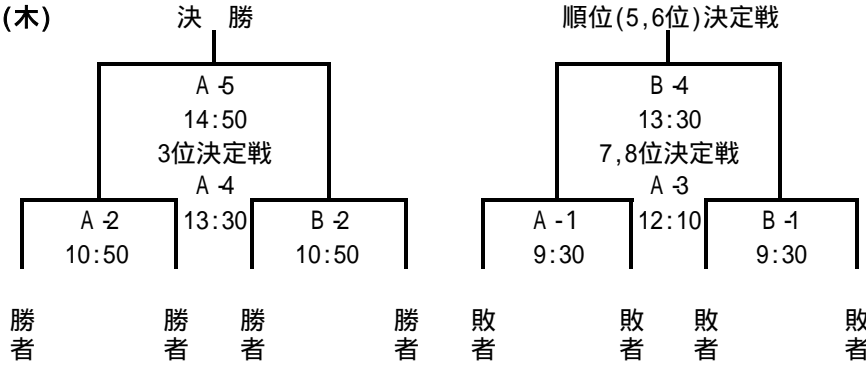 (木)
決 勝
A-5
14:50
3位決定戦
A-4
13:30
A-2
10:50
B-2
10:50
勝者
勝者
勝者
勝者
順位(5,6位)決定戦
B-4
13:30
7,8位決定戦
A-3
12:10
A-1
9:30
B-1
9:30
敗者
敗者
敗者
敗者